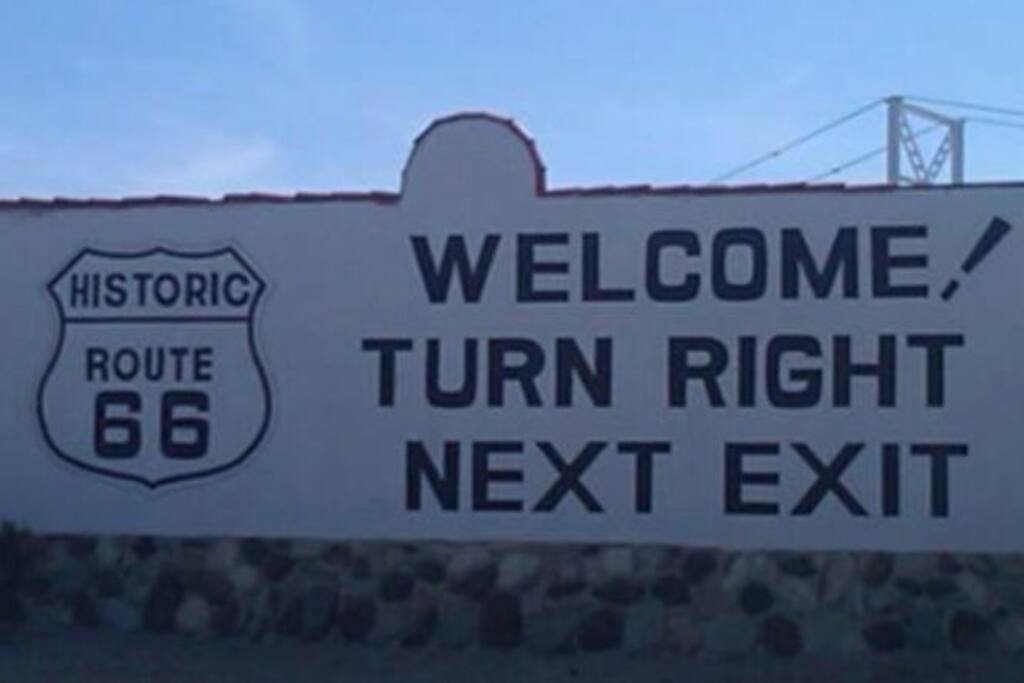 HISTORIC
ROUTE
66
WELCOME!
TURN RIGHT
NEXT EXIT